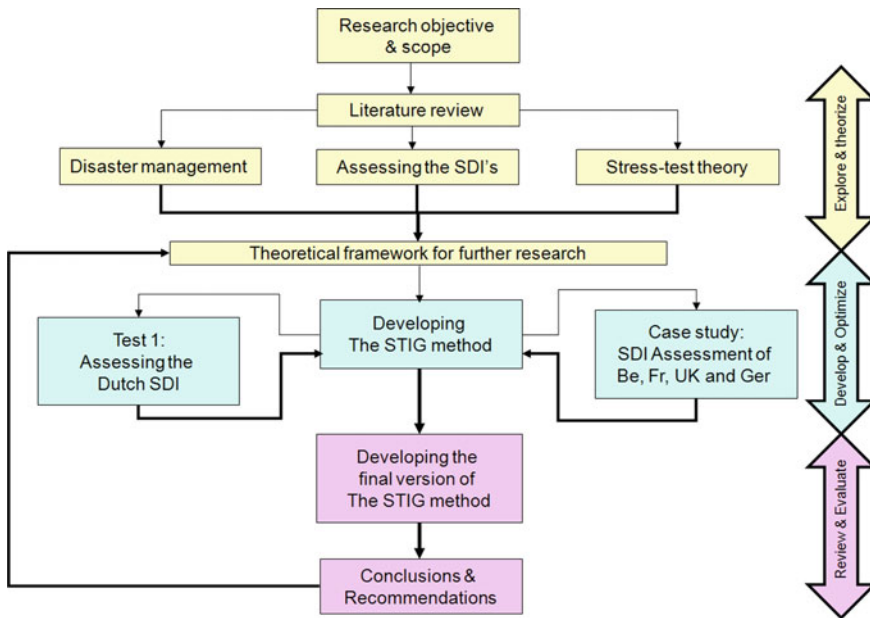 Research objective
& scope
Literature review
Disaster management
Assessing the SDI's
Stress-test theory
Explore & theorize
Theoretical framework for further research
Test 1:
Assessing the
Dutch SDI
Developing
The STIG method
Case study:
SDI Assessment of
Be, Fr, UK and Ger
Develop & Optimize
Developing the
final version of
The STIG method
Conclusions &
Recommendations
Review & Evaluate